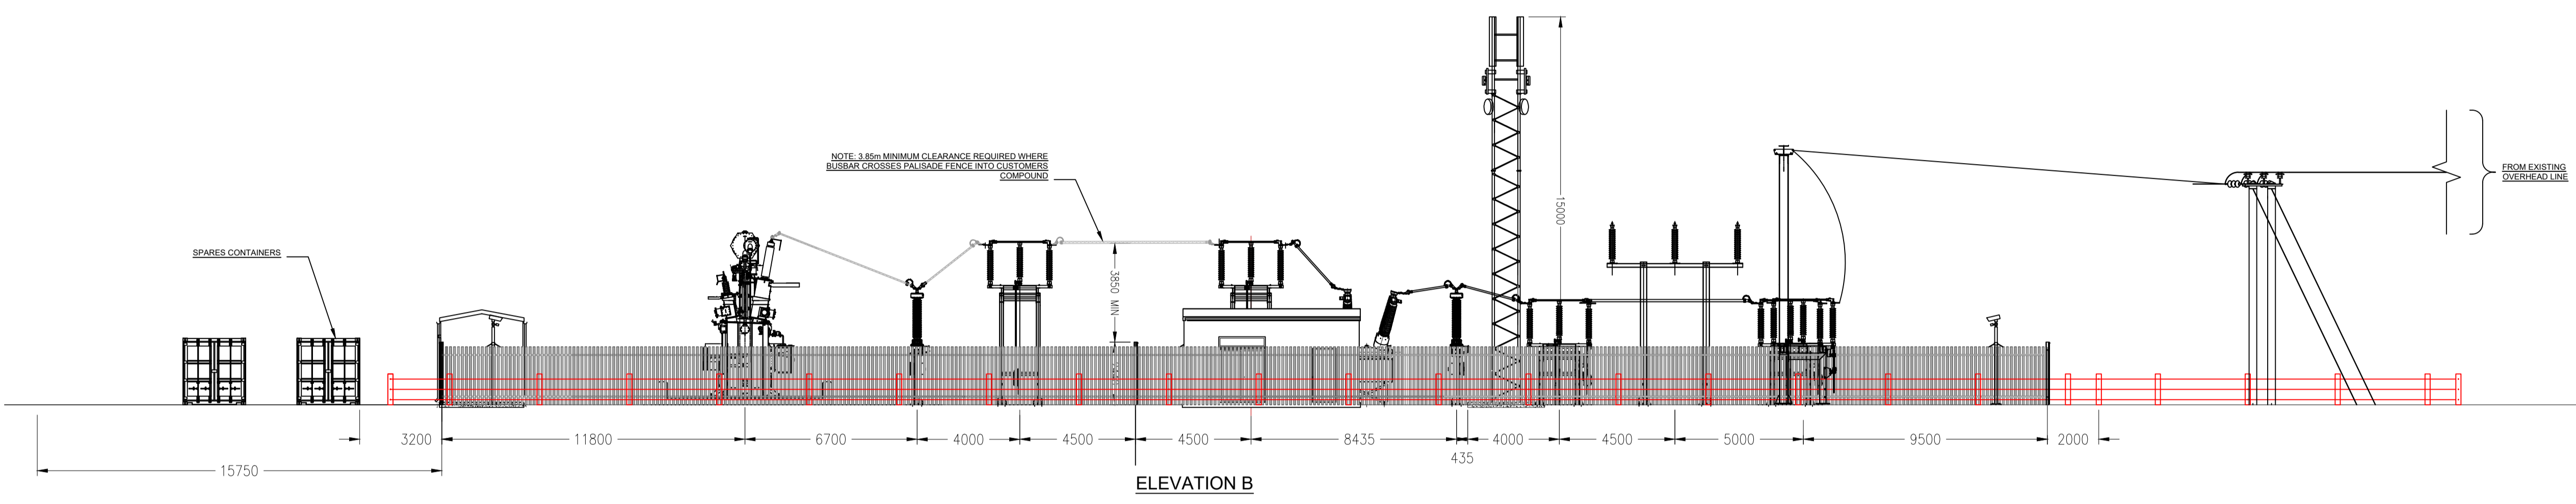 15000
NOTE: 3.85m MINIMUM CLEARANCE REQUIRED WHERE
BUSBAR CROSSES PALISADE FENCE INTO CUSTOMERS
COMPOUND
FROM EXISTING
OVERHEAD LINE
SPARES CONTAINERS
3850 MIN
3200
11800
6700
4000
4500
4500
8435
435
4000
4500
5000
9500
2000
15750
ELEVATION B